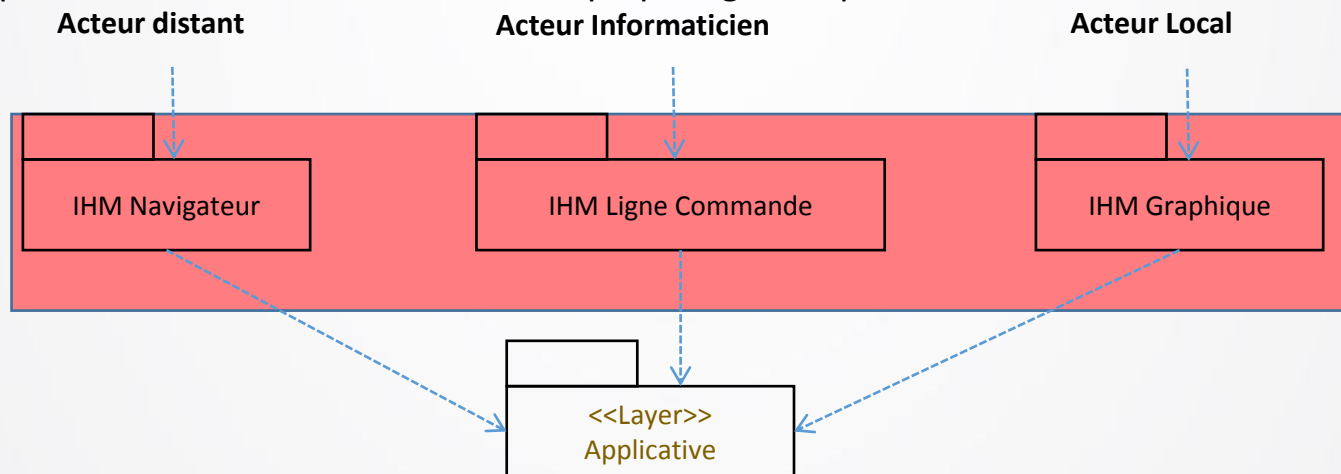 Acteur distant
Acteur Informaticien
Acteur Local
IHM Navigateur
IHM Ligne Commande
IHM Graphique
<<Layer>>
Applicative